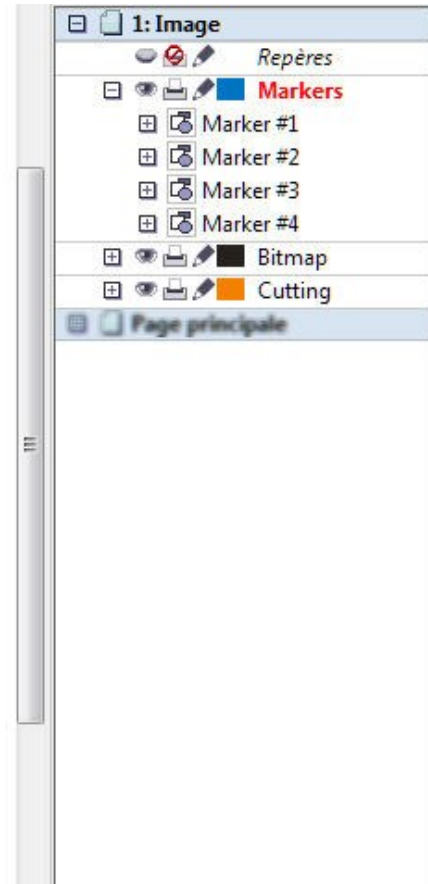 1: Image
Repères
Markers
Marker #1
Marker #2
Marker #3
Marker #4
Bitmap
Cutting
Page principale